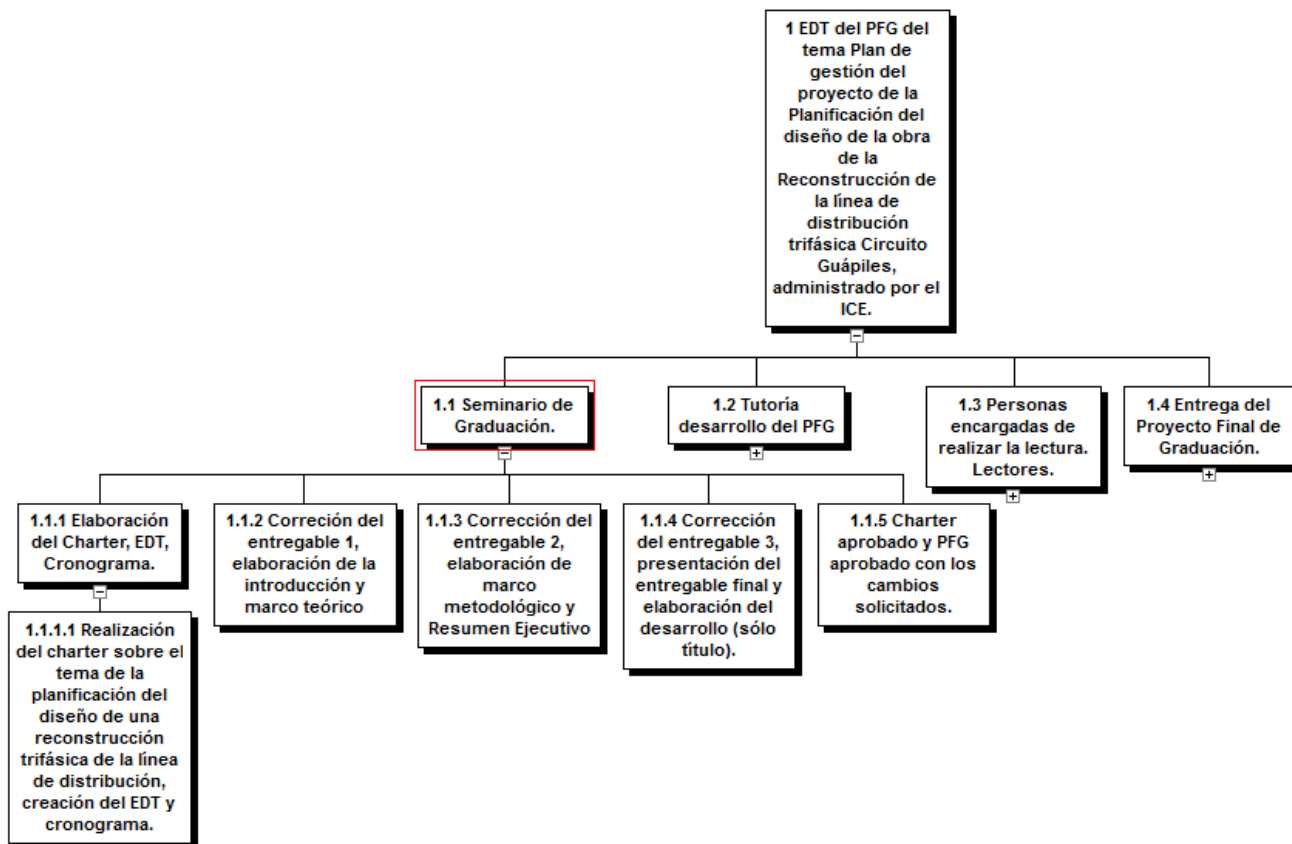 1 EDT del PFG del
tema Plan de
gestión del
proyecto de la
Planificación del
diseño de la obra
de la
Reconstrucción de
la línea de
distribución
trifásica Circuito
Guápiles,
administrado por el
ICE.
1.1 Seminario de
Graduación.
1.2 Tutoría
desarrollo del PFG
1.3 Personas
encargadas de
realizar la lectura.
Lectores.
1.4 Entrega del
Proyecto Final de
Graduación.
1.1.1 Elaboración
del Charter, EDT,
Cronograma.
1.1.2 Correción del
entregable 1,
elaboración de la
introducción y
marco teórico
1.1.3 Corrección del
entregable 2,
elaboración de
marco
metodológico y
Resumen Ejecutivo
1.1.4 Corrección
del entregable 3,
presentación del
entregable final y
elaboración del
desarrollo (sólo
título).
1.1.5 Charter
aprobado y PFG
aprobado con los
cambios
solicitados.
1.1.1.1 Realización
del charter sobre el
tema de la
planificación del
diseño de una
reconstrucción
trifásica de la línea
de distribución,
creación del EDT y
cronograma.